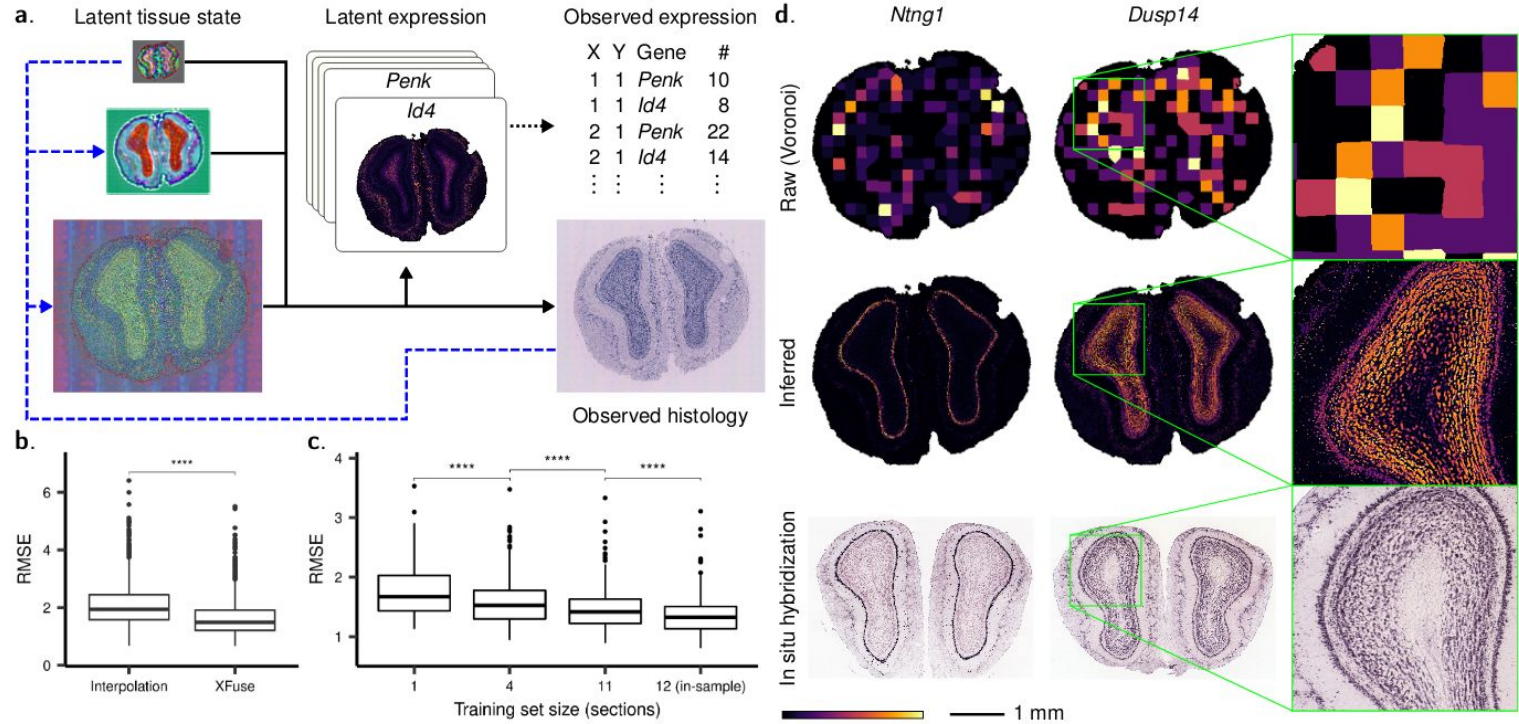 a.
Latent tissue state
Latent expression
Observed expression
Penk
Id4
X Y Gene #
1 1 Penk 10
1 1 Id4 8
2 1 Penk 22
2 1 Id4 14
⋮ ⋮ ⋮ ⋮
Observed histology
b.
****
RMSE
6
4
2
0
Interpolation XFuse
c.
**** **** ****
RMSE
4
3
2
1
1 4 11 12 (in-sample)
Training set size (sections)
d.
Ntng1 Dusp14
Raw (Voronoi)
Inferred
In situ hybridization
1 mm